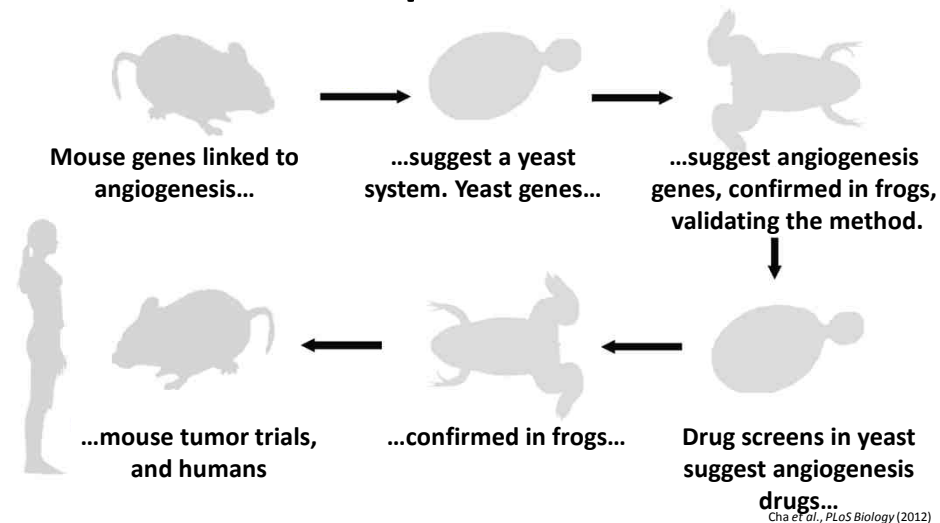 Mouse genes linked to
angiogenesis…
…suggest a yeast
system. Yeast genes…
…suggest angiogenesis
genes, confirmed in frogs,
validating the method.
…mouse tumor trials,
and humans
…confirmed in frogs…
Drug screens in yeast
suggest angiogenesis
drugs…
Cha et al., PLoS Biology (2012)